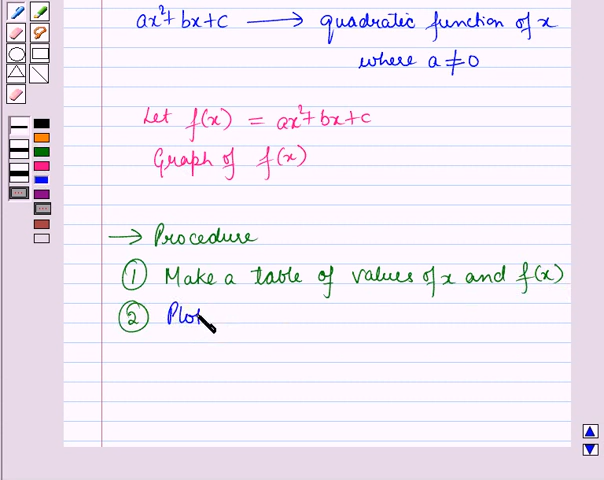 ax²+bx+c ⟶ quadratic function of x
where a≠0
Let f(x) = ax²+bx+c
Graph of f(x)
→ Procedure
① Make a table of values of x and f(x)
② Plot